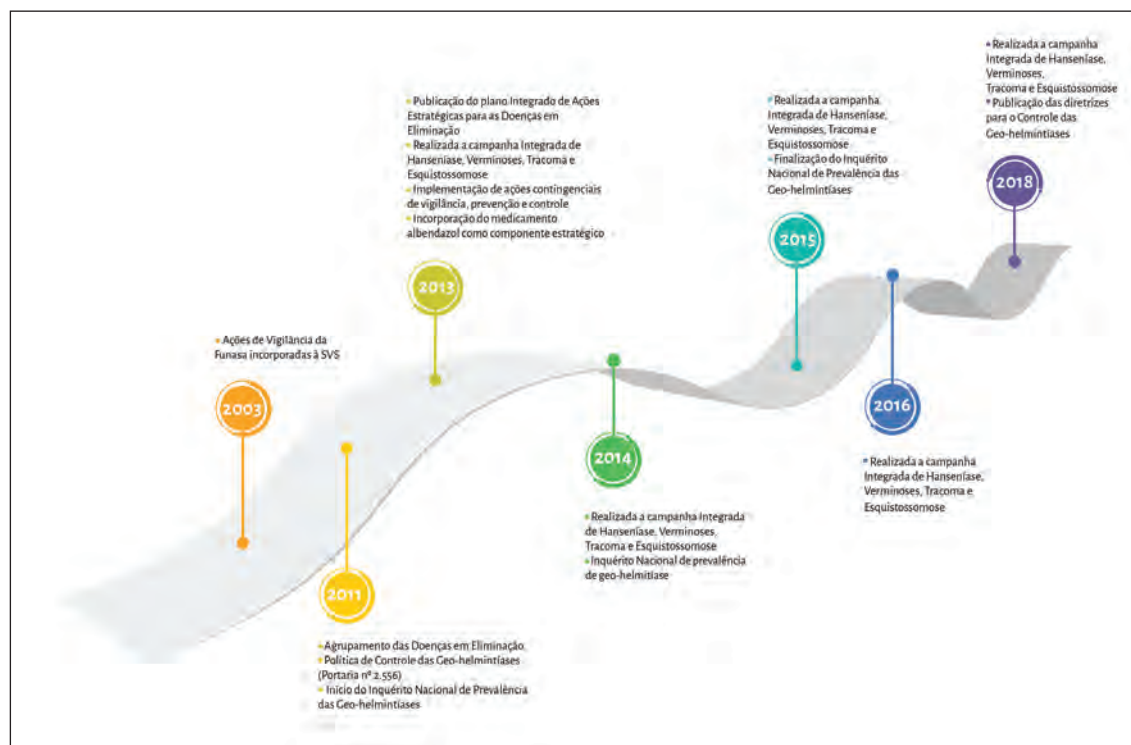 2003
• Ações de Vigilância da
Funasa incorporadas à SVS
2011
• Agrupamento das Doenças em Eliminação
• Política de Controle das Geo-helmintíases
(Portaria nº 2.556)
• Início do Inquérito Nacional de Prevalência
das Geo-helmintíases
2013
• Publicação do plano Integrado de Ações
Estratégicas para as Doenças em
Eliminação
• Realizada a campanha Integrada de
Hanseníase, Verminoses, Tracoma e
Esquistossomose
• Implementação de ações contingenciais
de vigilância, prevenção e controle
• Incorporação do medicamento
albendazol como componente estratégico
2014
• Realizada a campanha Integrada
de Hanseníase, Verminoses,
Tracoma e Esquistossomose
• Inquérito Nacional de prevalência
de geo-helmitíase
2015
• Realizada a campanha
Integrada de Hanseníase,
Verminoses, Tracoma e
Esquistossomose
• Finalização do Inquérito
Nacional de Prevalência das
Geo-helmintíases
2016
• Realizada a campanha
Integrada de Hanseníase,
Verminoses, Tracoma e
Esquistossomose
2018
• Realizada a campanha
Integrada de Hanseníase,
Verminoses,
Tracoma e Esquistossomose
• Publicação das diretrizes
para o Controle das
Geo-helmintíases